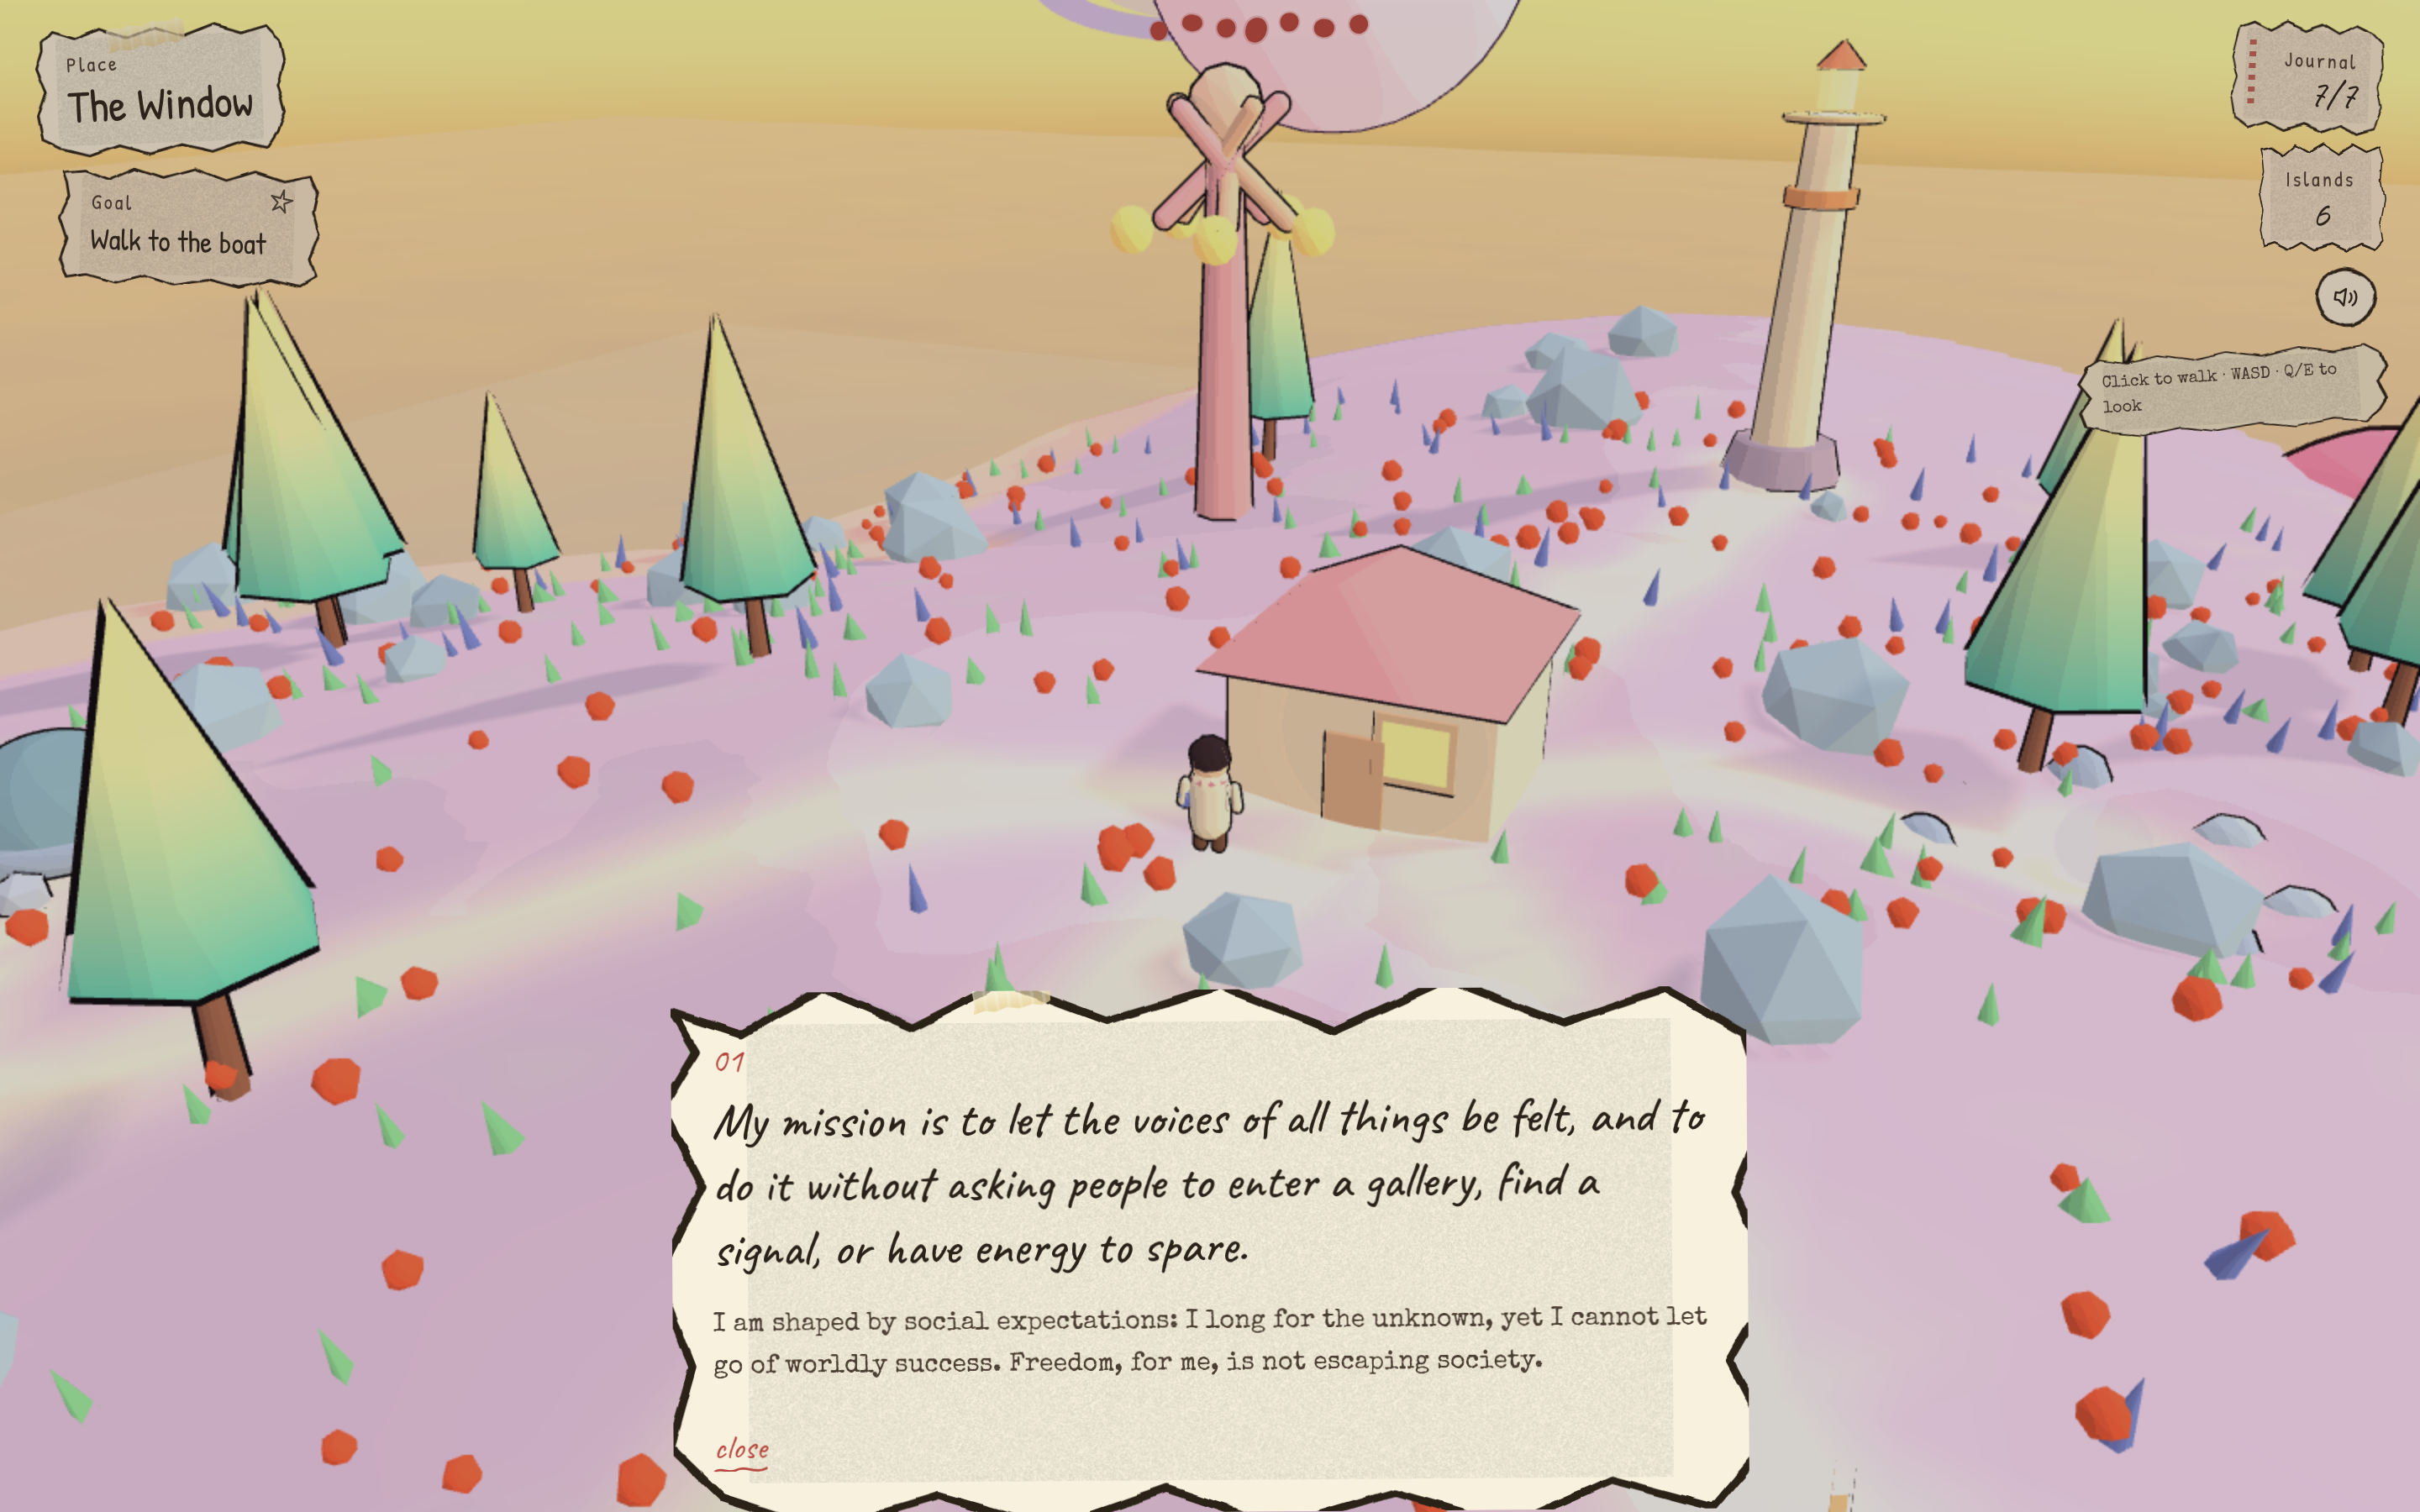 Place
The Window
Goal
Walk to the boat
Journal
7/7
Islands
6
Click to walk · WASD · Q/E to
look
01
My mission is to let the voices of all things be felt, and to
do it without asking people to enter a gallery, find a
signal, or have energy to spare.
I am shaped by social expectations: I long for the unknown, yet I cannot let
go of worldly success. Freedom, for me, is not escaping society.
close